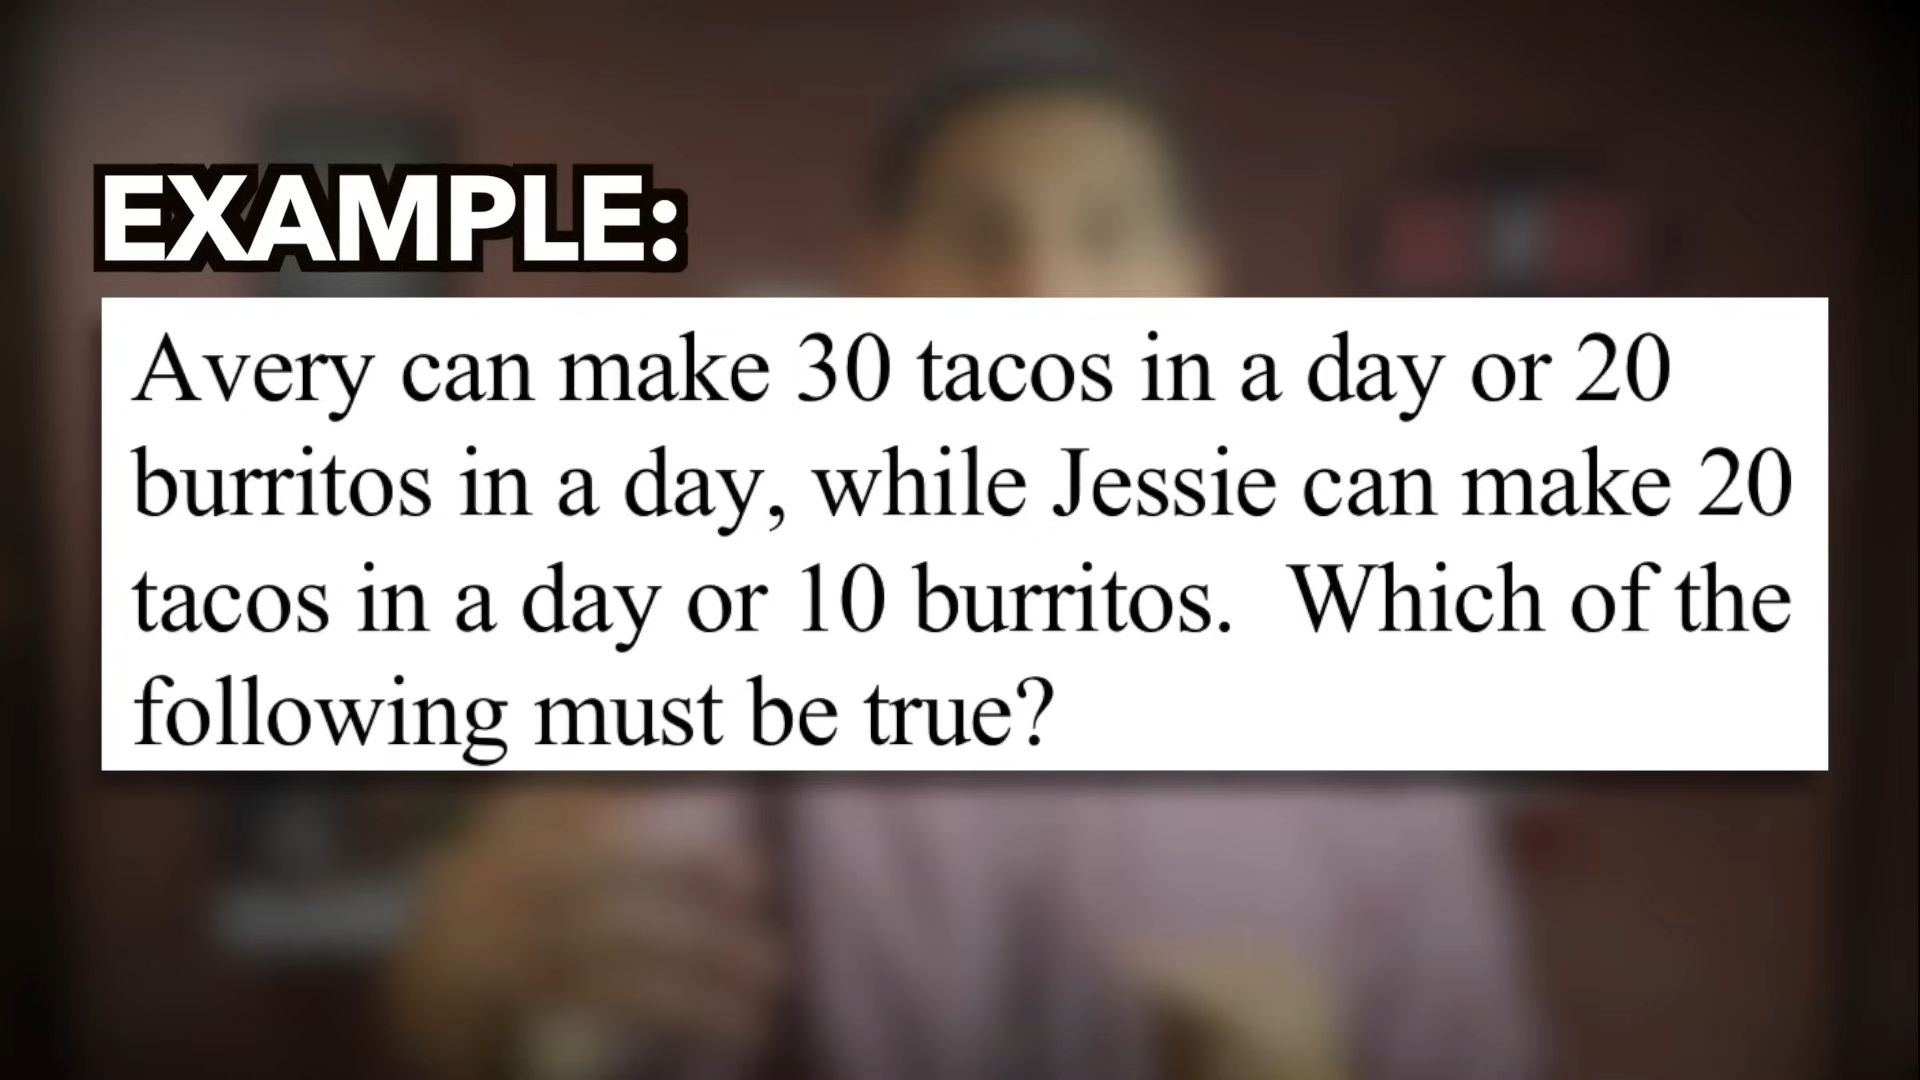 EXAMPLE:
Avery can make 30 tacos in a day or 20
burritos in a day, while Jessie can make 20
tacos in a day or 10 burritos.  Which of the
following must be true?